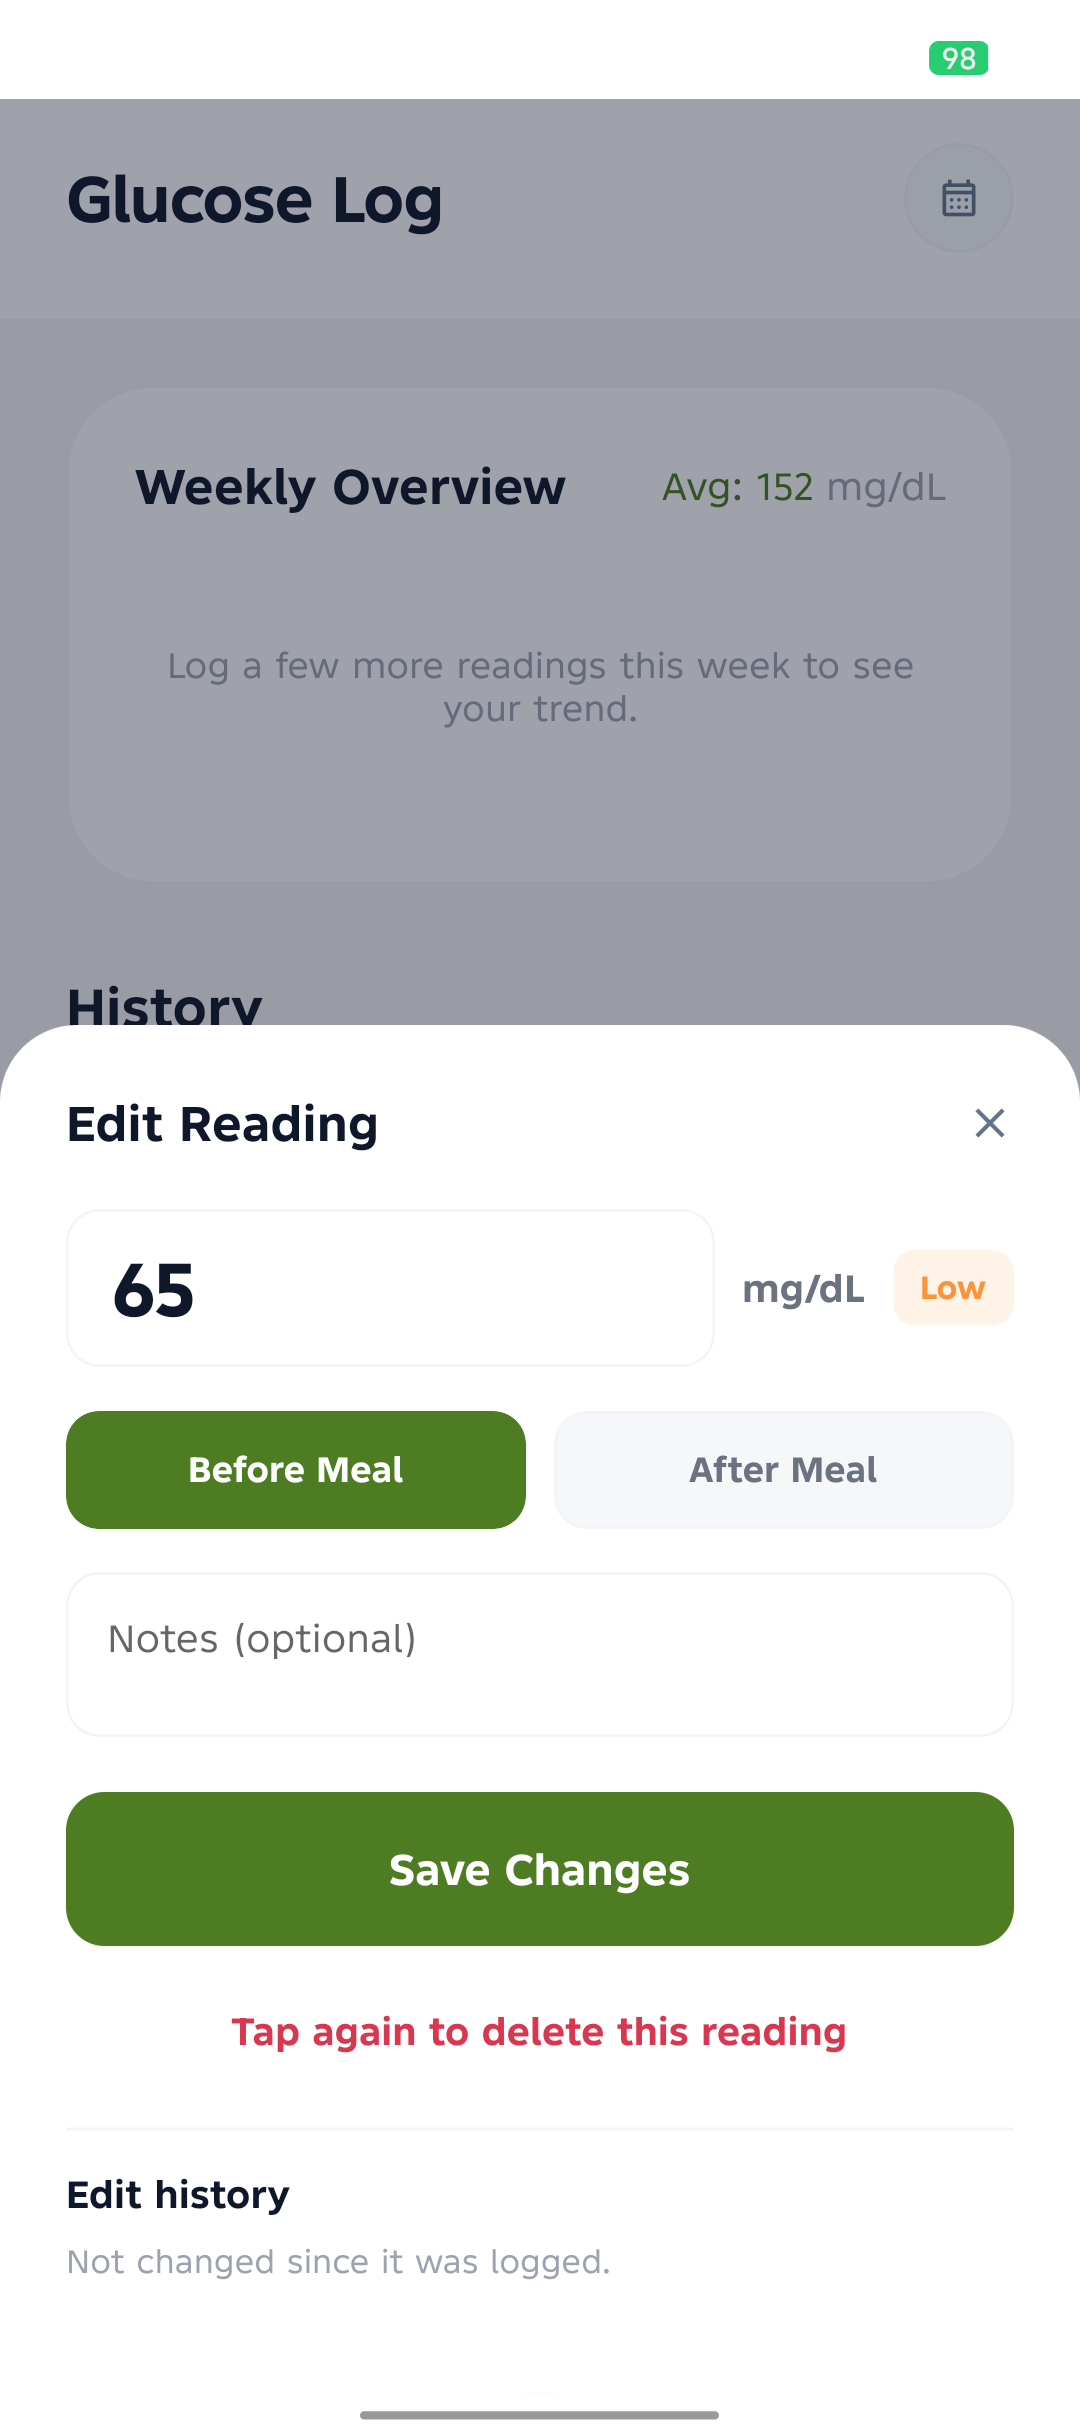 98
Glucose Log
Weekly Overview
Avg: 152 mg/dL
Log a few more readings this week to see
your trend.
History
Edit Reading
65
mg/dL
Low
Before Meal
After Meal
Notes (optional)
Save Changes
Tap again to delete this reading
Edit history
Not changed since it was logged.